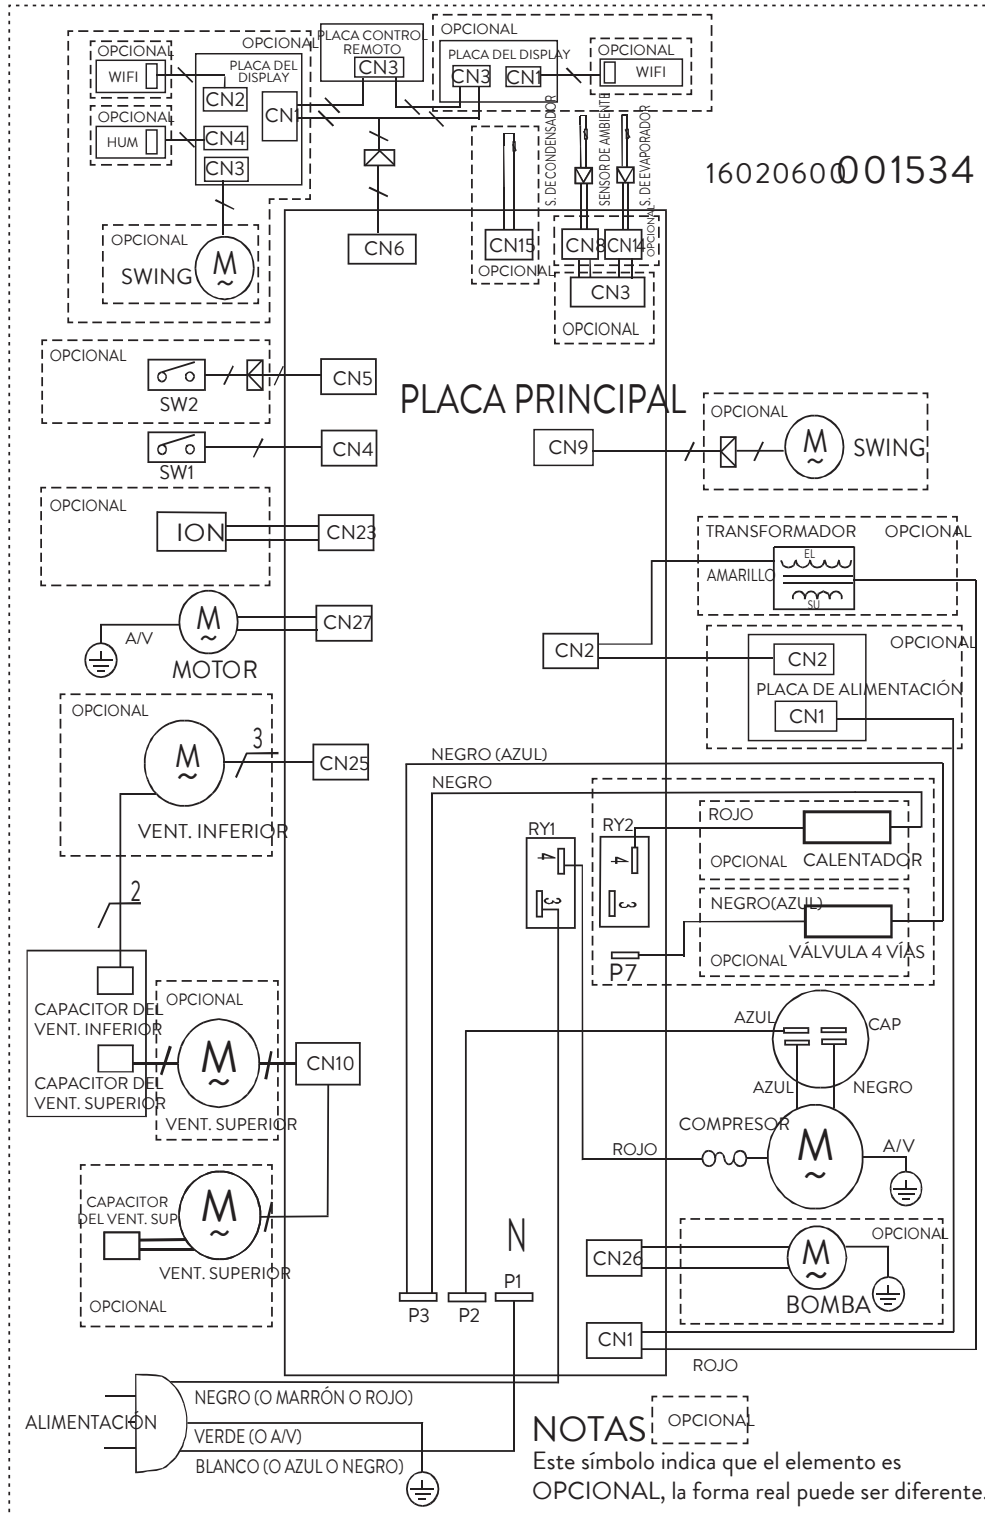 OPCIONAL
WIFI
OPCIONAL
HUM
OPCIONAL
PLACA DEL
DISPLAY
CN2
CN4
CN3
CN1
PLACA CONTROL
REMOTO
CN3
OPCIONAL
PLACA DEL DISPLAY
CN3
CN1
OPCIONAL
WIFI
OPCIONAL
SWING
M
~
CN6
S. DE CONDENSADOR
CN15
OPCIONAL
SENSOR DE AMBIENTE
S. DE EVAPORADOR
CN8
CN14
OPCIONAL
CN3
OPCIONAL
16020600001534
OPCIONAL
SW2
CN5
SW1
CN4
PLACA PRINCIPAL
CN9
OPCIONAL
M
~
SWING
OPCIONAL
ION
CN23
TRANSFORMADOR
OPCIONAL
AMARILLO
EL
SU
A/V
M
~
MOTOR
CN27
CN2
OPCIONAL
CN2
PLACA DE ALIMENTACIÓN
CN1
OPCIONAL
M
~
3
CN25
VENT. INFERIOR
2
NEGRO (AZUL)
NEGRO
RY1
4
3
RY2
4
3
P7
ROJO
OPCIONAL
CALENTADOR
NEGRO(AZUL)
OPCIONAL
VÁLVULA 4 VÍAS
CAPACITOR DEL
VENT. INFERIOR
CAPACITOR DEL
VENT. SUPERIOR
OPCIONAL
M
~
VENT. SUPERIOR
CN10
AZUL
CAP
AZUL
NEGRO
COMPRESOR
ROJO
M
~
A/V
CAPACITOR
DEL VENT. SUP
M
~
VENT. SUPERIOR
OPCIONAL
N
P3
P2
P1
CN26
OPCIONAL
M
~
BOMBA
CN1
ROJO
ALIMENTACIÓN
NEGRO (O MARRÓN O ROJO)
VERDE (O A/V)
BLANCO (O AZUL O NEGRO)
NOTAS
OPCIONAL
Este símbolo indica que el elemento es
OPCIONAL, la forma real puede ser diferente.